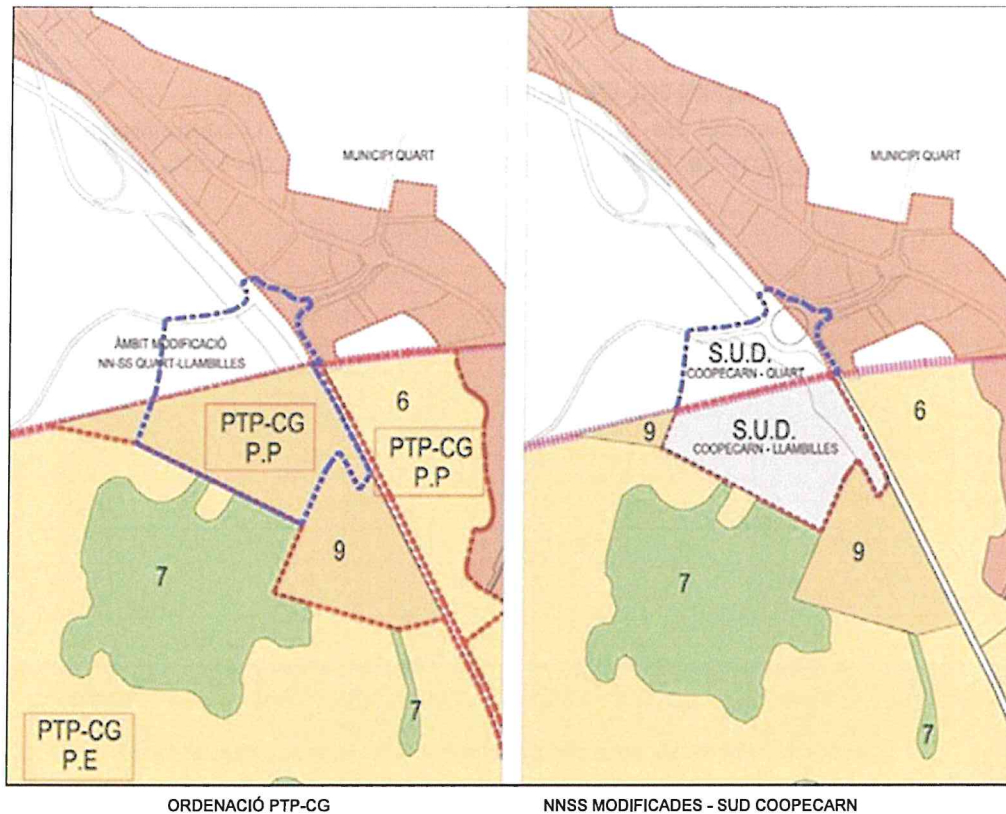 MUNICIPI QUART
ÀMBIT MODIFICACIÓ
NN-SS QUART-LLAMBILLES
PTP-CG
P.P
6
PTP-CG
P.P
9
7
7
PTP-CG
P.E
ORDENACIÓ PTP-CG
MUNICIPI QUART
S.U.D.
COOPECARN - QUART
S.U.D.
COOPECARN - LLAMBILLES
9
6
9
7
7
NNSS MODIFICADES - SUD COOPECARN